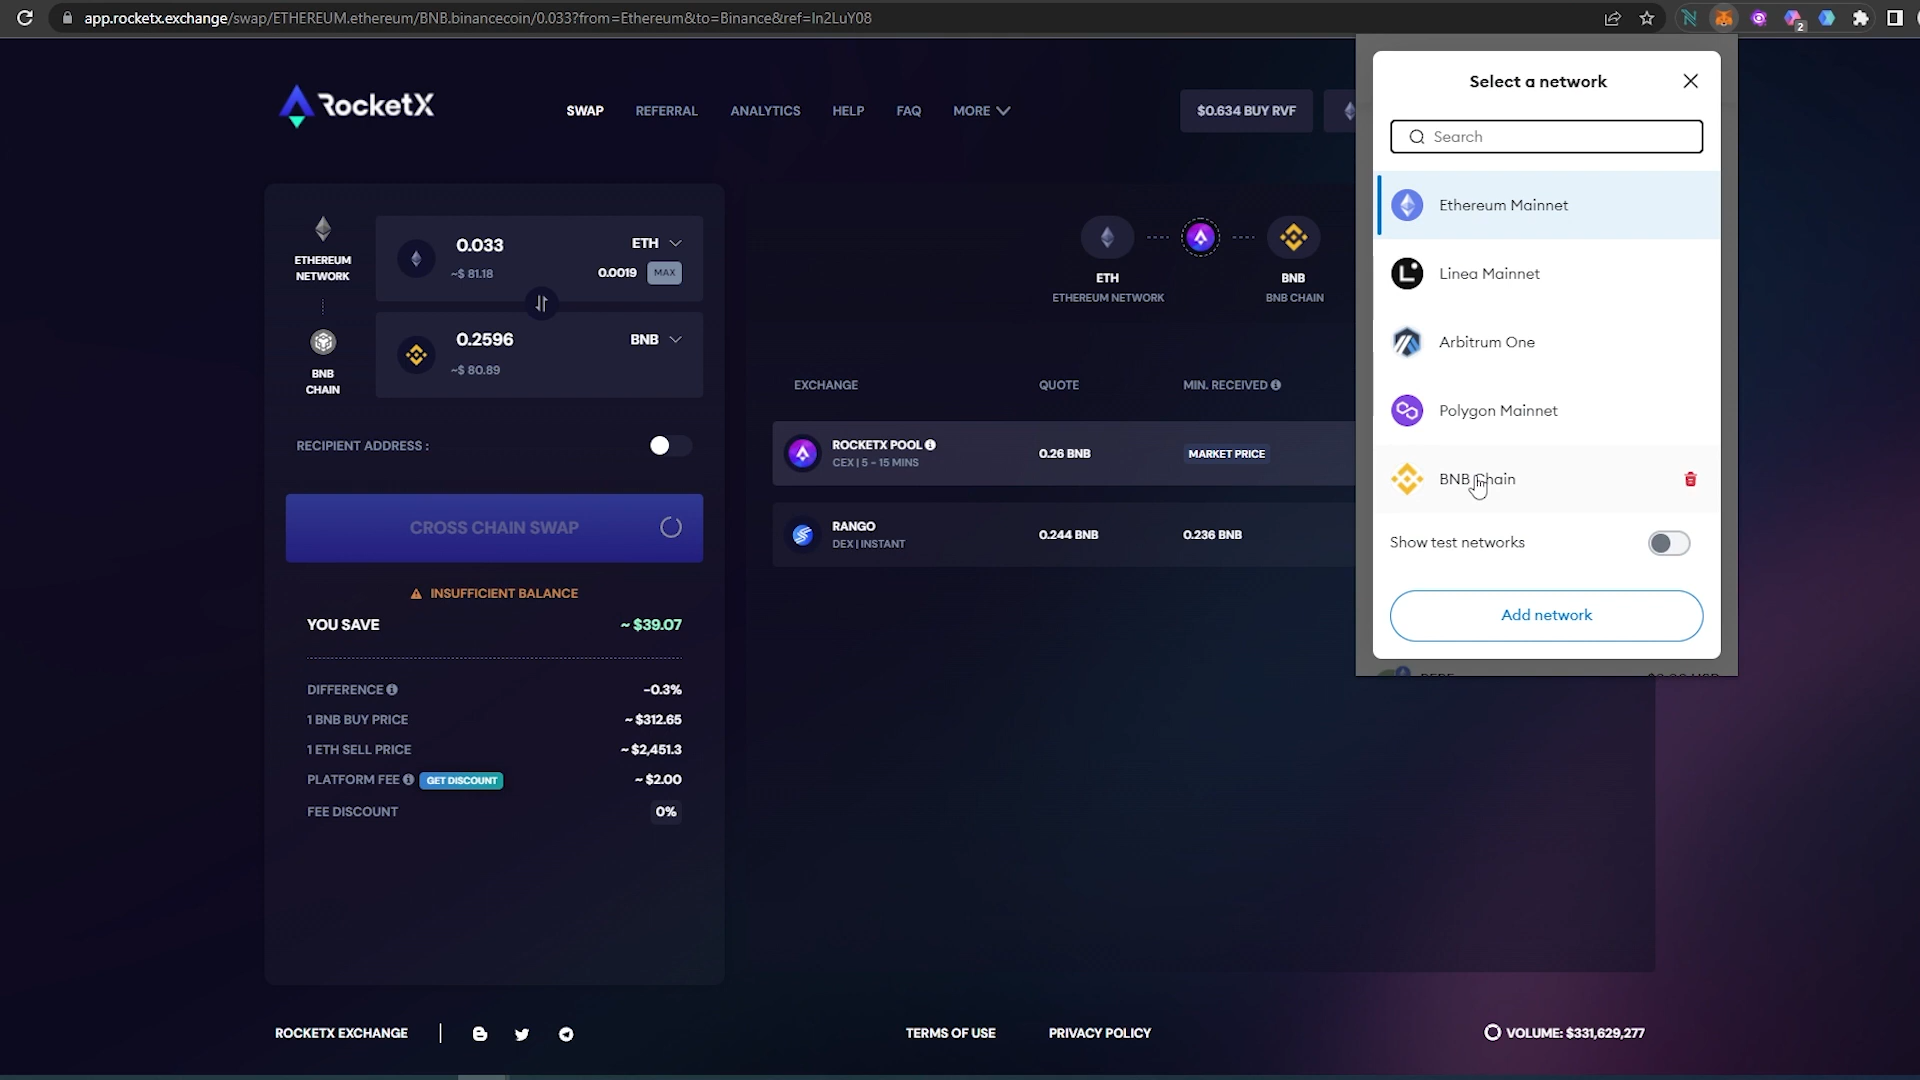 app.rocketx.exchange/swap/ETHEREUM.ethereum/BNB.binancecoin/0.033?from=Ethereum&to=Binance&ref=In2LuY08
2
RocketX
SWAP
REFERRAL
ANALYTICS
HELP
FAQ
MORE
$0.634 BUY RVF
ETHEREUM
NETWORK
0.033
ETH
~$ 81.18
0.0019
MAX
BNB
CHAIN
0.2596
BNB
~$ 80.89
RECIPIENT ADDRESS :
CROSS CHAIN SWAP
INSUFFICIENT BALANCE
YOU SAVE
~ $39.07
DIFFERENCE
-0.3%
1 BNB BUY PRICE
~ $312.65
1 ETH SELL PRICE
~ $2,451.3
PLATFORM FEE
GET DISCOUNT
~ $2.00
FEE DISCOUNT
0%
ETH
ETHEREUM NETWORK
BNB
BNB CHAIN
EXCHANGE
QUOTE
MIN. RECEIVED
ROCKETX POOL
CEX | 5 - 15 MINS
0.26 BNB
MARKET PRICE
RANGO
DEX | INSTANT
0.244 BNB
0.236 BNB
Select a network
Search
Ethereum Mainnet
Linea Mainnet
Arbitrum One
Polygon Mainnet
BNB Chain
Show test networks
Add network
ROCKETX EXCHANGE
TERMS OF USE
PRIVACY POLICY
VOLUME: $331,629,277